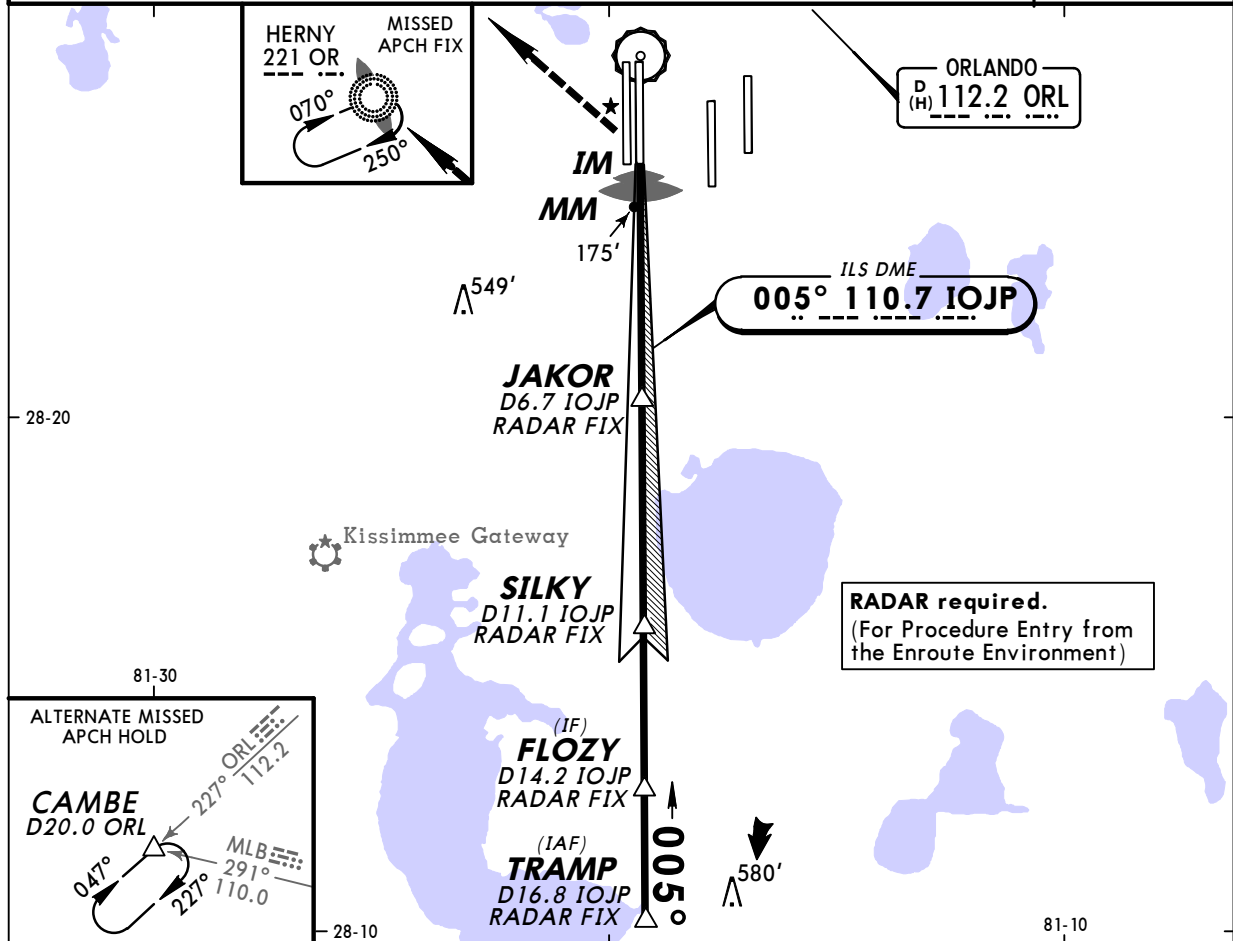 HERNY
221 OR
MISSED
APCH FIX
070°
250°
ORLANDO
D
(H) 112.2 ORL
IM
MM
175'
549'
ILS DME
005° 110.7 IOJP
JAKOR
D6.7 IOJP
RADAR FIX
28-20
Kissimmee Gateway
SILKY
D11.1 IOJP
RADAR FIX
RADAR required.
(For Procedure Entry from
the Enroute Environment)
81-30
ALTERNATE MISSED
APCH HOLD
227° ORL
112.2
CAMBE
D20.0 ORL
MLB
291°
110.0
047°
227°
(IF)
FLOZY
D14.2 IOJP
RADAR FIX
(IAF)
TRAMP
D16.8 IOJP
RADAR FIX
005°
580'
28-10
81-10